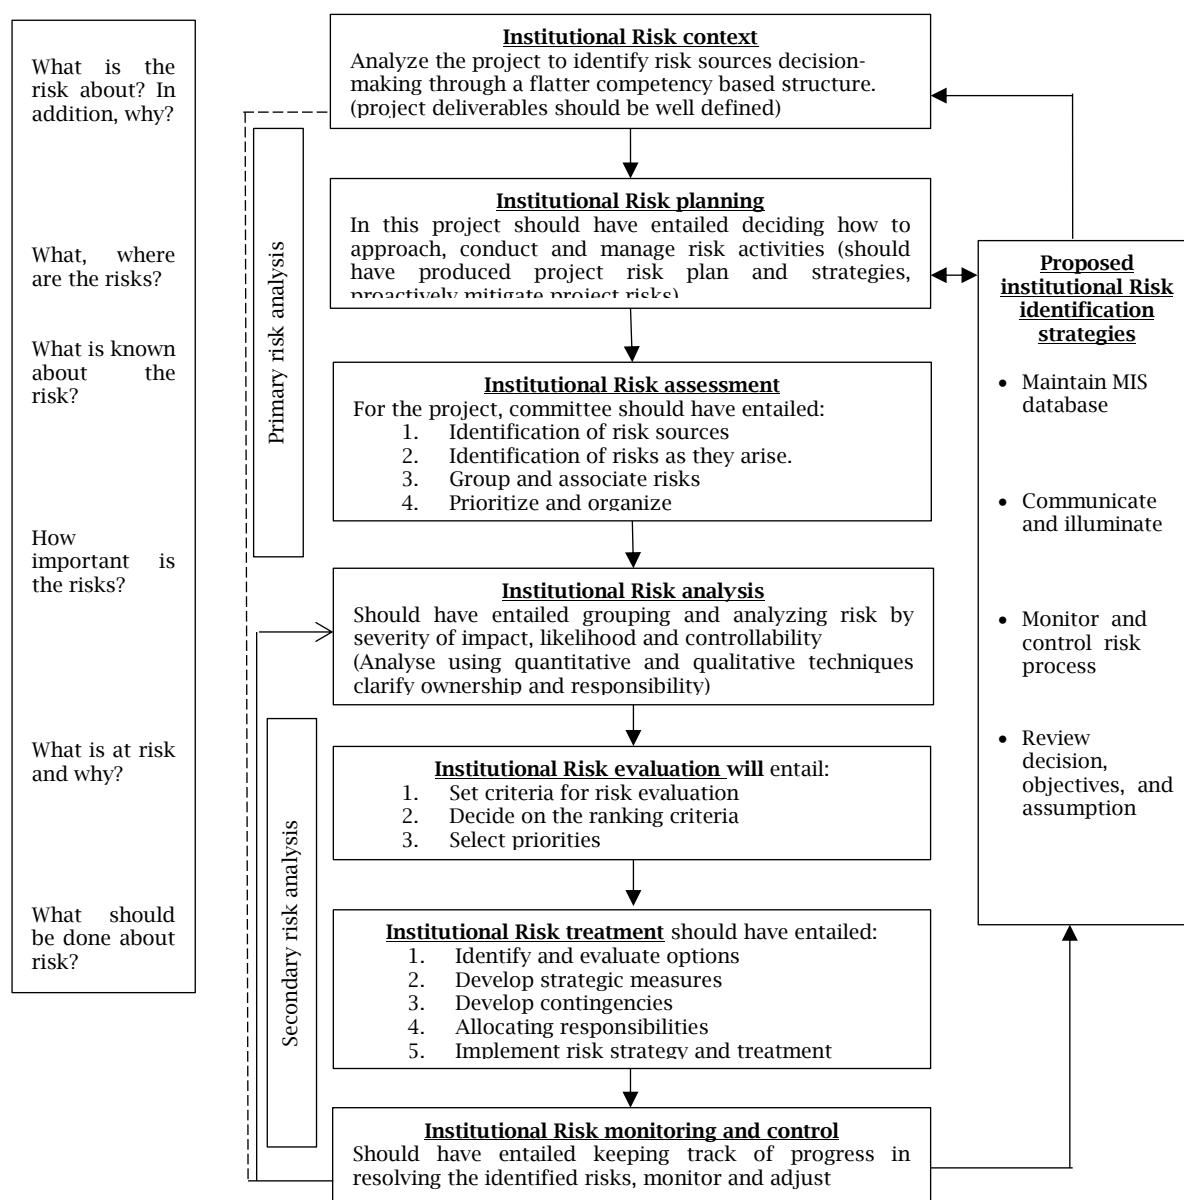 What is the
risk about? In
addition, why?
What, where
are the risks?
What is known
about the
risk?
How
important is
the risks?
What is at risk
and why?
What should
be done about
risk?
Primary risk analysis
Secondary risk analysis
Institutional Risk context
Analyze the project to identify risk sources decision-
making through a flatter competency based structure.
(project deliverables should be well defined)
Institutional Risk planning
In this project should have entailed deciding how to
approach, conduct and manage risk activities (should
have produced project risk plan and strategies,
proactively mitigate project risks)
Institutional Risk assessment
For the project, committee should have entailed:
1. Identification of risk sources
2. Identification of risks as they arise.
3. Group and associate risks
4. Prioritize and organize
Institutional Risk analysis
Should have entailed grouping and analyzing risk by
severity of impact, likelihood and controllability
(Analyse using quantitative and qualitative techniques
clarify ownership and responsibility)
Institutional Risk evaluation will entail:
1. Set criteria for risk evaluation
2. Decide on the ranking criteria
3. Select priorities
Institutional Risk treatment should have entailed:
1. Identify and evaluate options
2. Develop strategic measures
3. Develop contingencies
4. Allocating responsibilities
5. Implement risk strategy and treatment
Institutional Risk monitoring and control
Should have entailed keeping track of progress in
resolving the identified risks, monitor and adjust
Proposed
institutional Risk
identification
strategies
• Maintain MIS
database
• Communicate
and illuminate
• Monitor and
control risk
process
• Review
decision,
objectives, and
assumption